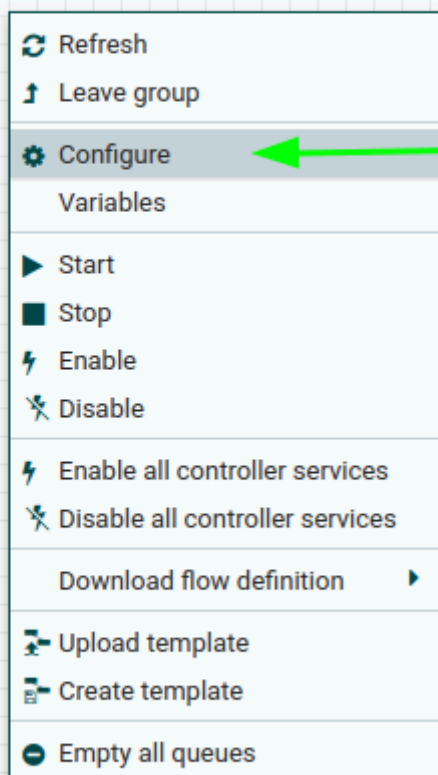 Refresh
Leave group
Configure
Variables
Start
Stop
Enable
Disable
Enable all controller services
Disable all controller services
Download flow definition
Upload template
Create template
Empty all queues